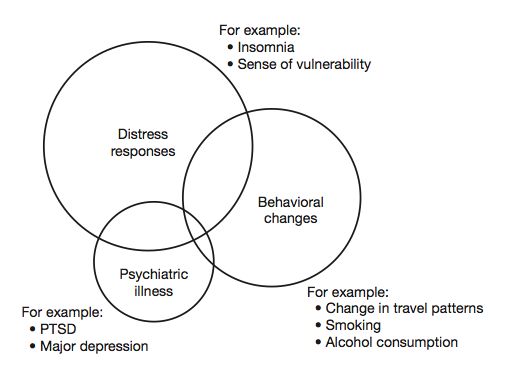 For example:
• Insomnia
• Sense of vulnerability
Distress
responses
Behavioral
changes
Psychiatric
illness
For example:
• PTSD
• Major depression
For example:
• Change in travel patterns
• Smoking
• Alcohol consumption